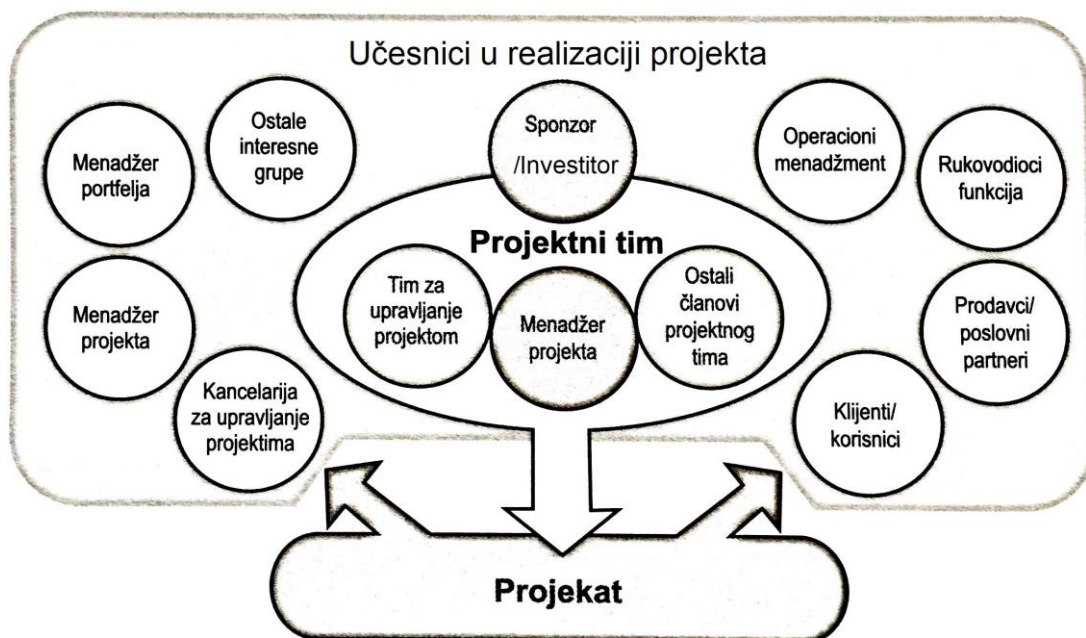 Učesnici u realizaciji projekta
Menadžer
portfelja
Ostale
interesne
grupe
Sponzor
/Investitor
Operacioni
menadžment
Rukovodioci
funkcija
Projektni tim
Tim za
upravljanje
projektom
Menadžer
projekta
Ostali
članovi
projektnog
tima
Menadžer
projekta
Prodavci/
poslovni
partneri
Kancelarija
za upravljanje
projektima
Klijenti/
korisnici
Projekat